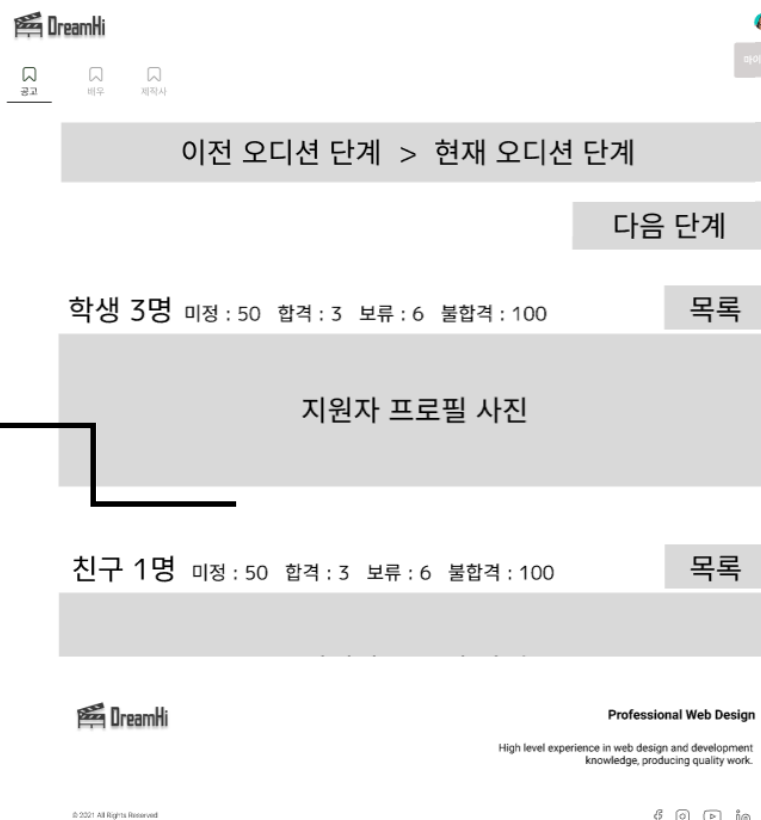 DreamHi
마이
공고 배우 제작사
이전 오디션 단계 > 현재 오디션 단계
다음 단계
학생 3명 미정 : 50 합격 : 3 보류 : 6 불합격 : 100 목록
지원자 프로필 사진
친구 1명 미정 : 50 합격 : 3 보류 : 6 불합격 : 100 목록
DreamHi
Professional Web Design
High level experience in web design and development
knowledge, producing quality work.
© 2021 All Rights Reserved